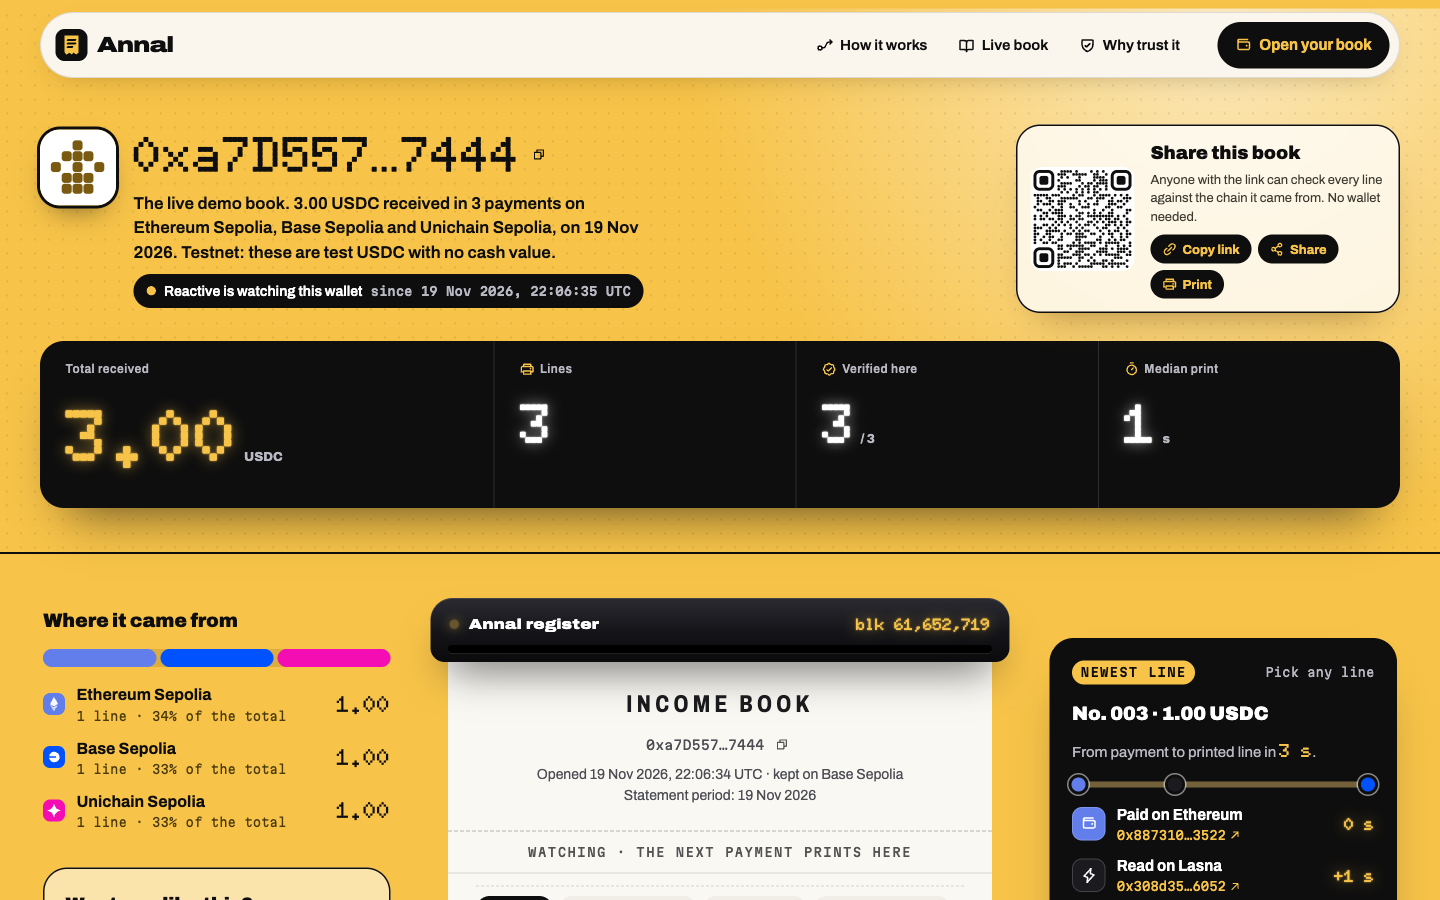 Annal
How it works
Live book
Why trust it
Open your book
0xa7D557…7444
The live demo book. 3.00 USDC received in 3 payments on
Ethereum Sepolia, Base Sepolia and Unichain Sepolia, on 19 Nov
2026. Testnet: these are test USDC with no cash value.
Reactive is watching this wallet since 19 Nov 2026, 22:06:35 UTC
Share this book
Anyone with the link can check every line
against the chain it came from. No wallet
needed.
Copy link
Share
Print
Total received
3.00 USDC
Lines
3
Verified here
3 / 3
Median print
1 s
Where it came from
Ethereum Sepolia
1 line · 34% of the total
1.00
Base Sepolia
1 line · 33% of the total
1.00
Unichain Sepolia
1 line · 33% of the total
1.00
Annal register
blk 61,652,719
INCOME BOOK
0xa7D557…7444
Opened 19 Nov 2026, 22:06:34 UTC · kept on Base Sepolia
Statement period: 19 Nov 2026
WATCHING · THE NEXT PAYMENT PRINTS HERE
NEWEST LINE
Pick any line
No. 003 · 1.00 USDC
From payment to printed line in 3 s.
Paid on Ethereum
0x887310…3522 ↗
0 s
Read on Lasna
0x308d35…6052 ↗
+1 s